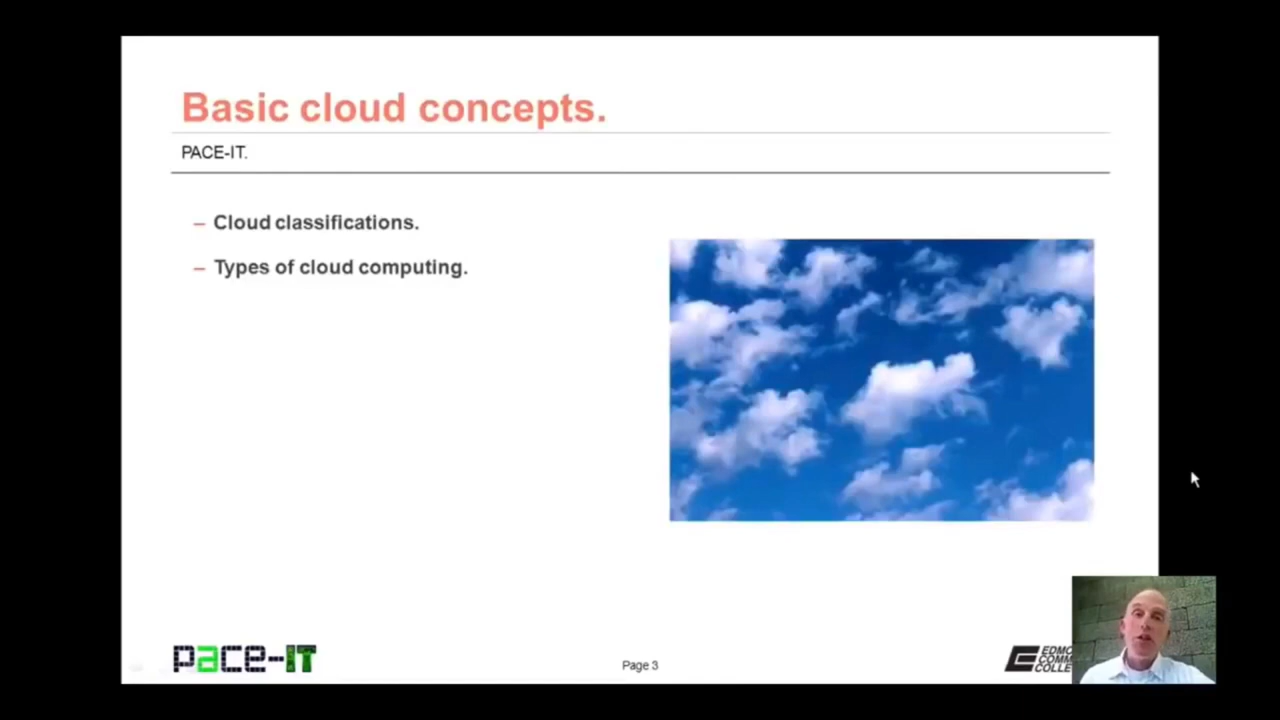 Basic cloud concepts.
PACE-IT.
– Cloud classifications.
– Types of cloud computing.
pace-IT
Page 3